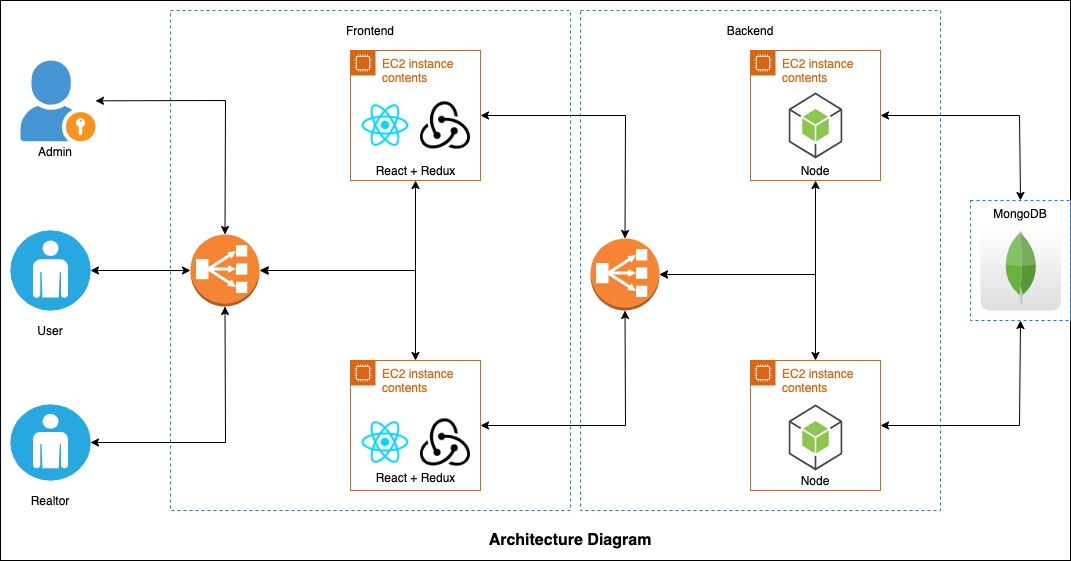 Frontend
Backend
EC2 instance
contents
EC2 instance
contents
Admin
React + Redux
Node
MongoDB
User
EC2 instance
contents
EC2 instance
contents
React + Redux
Node
Realtor
Architecture Diagram